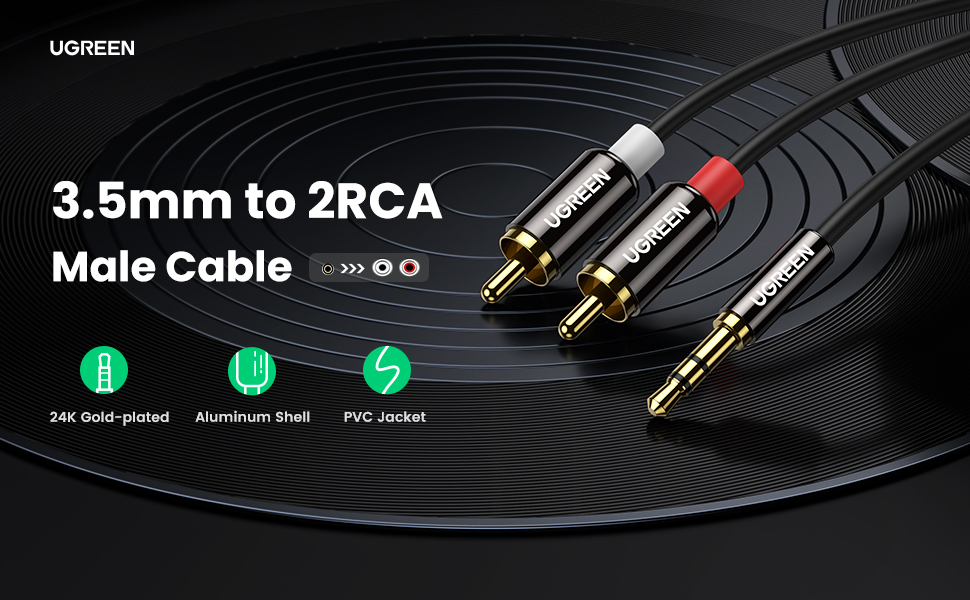 UGREEN
3.5mm to 2RCA
Male Cable
24K Gold-plated
Aluminum Shell
PVC Jacket
UGREEN
UGREEN
UGREEN